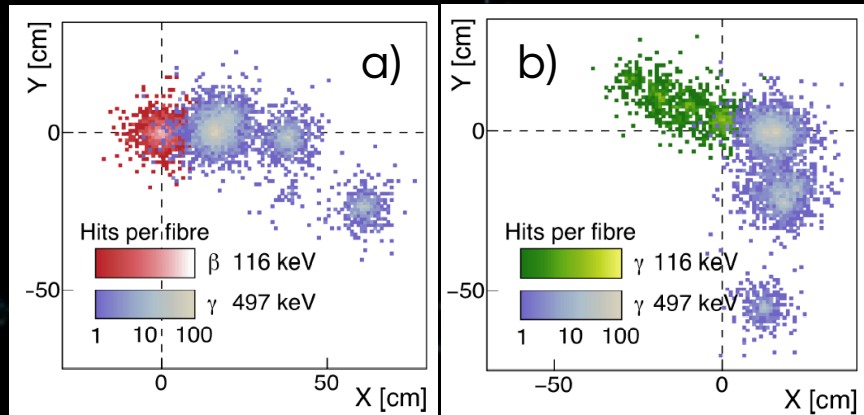 a)
Y [cm]
0
-50
Hits per fibre
β 116 keV
γ 497 keV
1 10 100
0 50
X [cm]
b)
Y [cm]
0
-50
Hits per fibre
γ 116 keV
γ 497 keV
1 10 100
-50 0
X [cm]